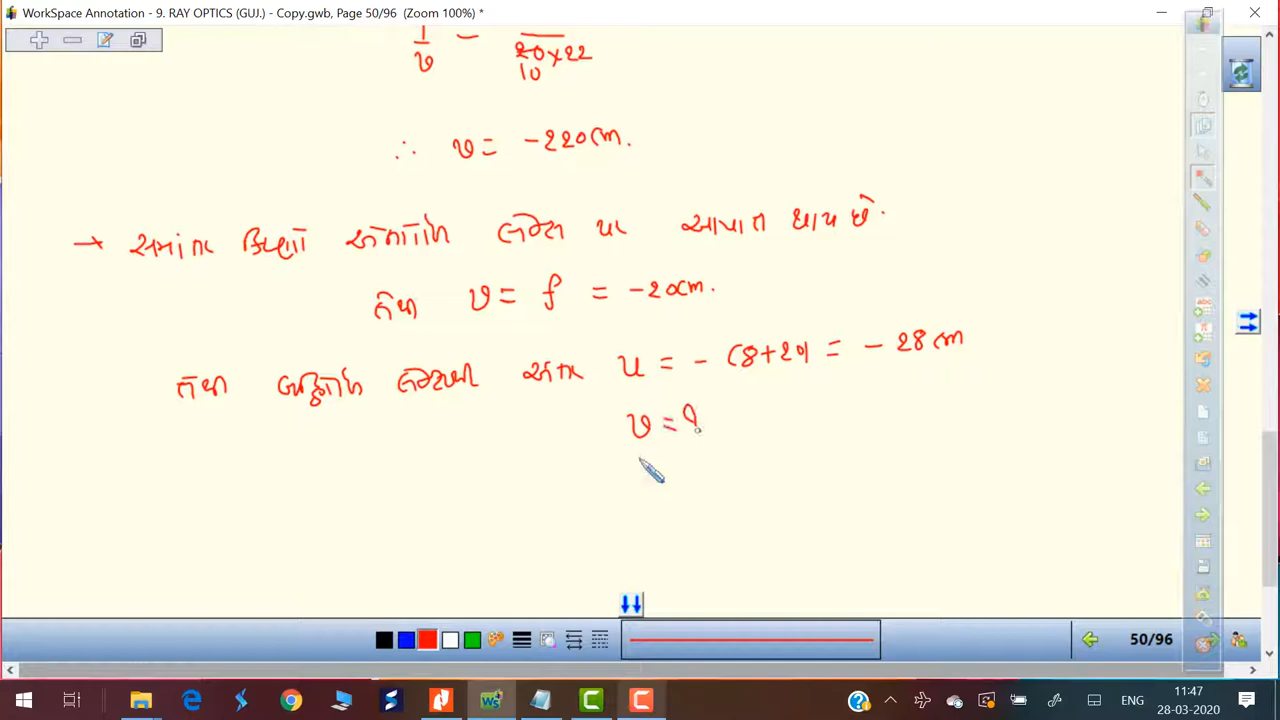 WorkSpace Annotation - 9. RAY OPTICS (GUJ.) - Copy.gwb, Page 50/96 (Zoom 100%) *
1/v = 20×22
10
∴ v = -220cm.
→ સમાંતર કિરણો અંતર્ગોળ લેન્સ પર આપાત થાય છે.
તેથી v = f = -20cm.
તેથી બહિર્ગોળ લેન્સથી અંતર u = - (8+20) = - 28cm
v = ?
50/96
ENG
11:47
28-03-2020